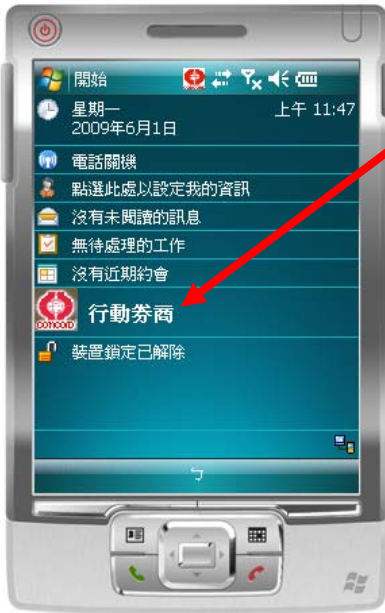 開始
星期一
上午 11:47
2009年6月1日
電話關機
點選此處以設定我的資訊
沒有未閱讀的訊息
無待處理的工作
沒有近期約會
CONCORD
行動券商
裝置鎖定已解除